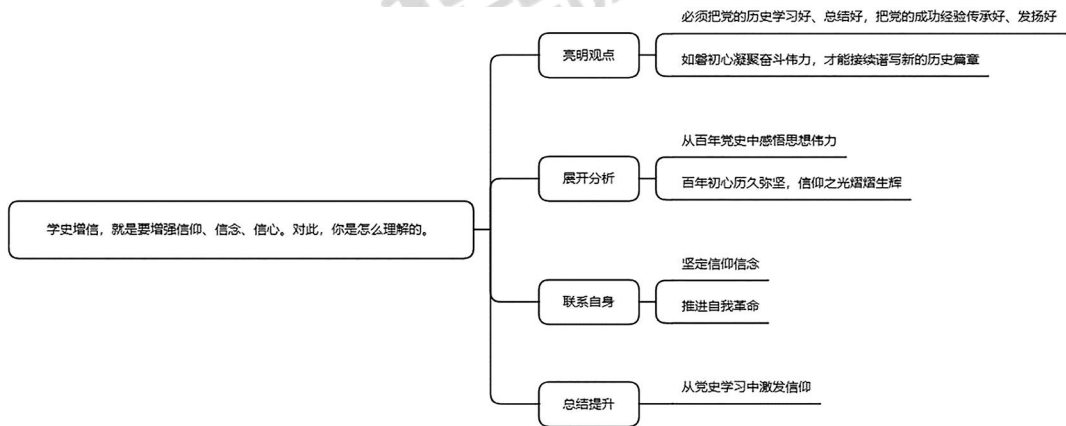 学史增信，就是要增强信仰、信念、信心。对此，你是怎么理解的。
亮明观点
必须把党的历史学习好、总结好，把党的成功经验传承好、发扬好
如磐初心凝聚奋斗伟力，才能接续谱写新的历史篇章
展开分析
从百年党史中感悟思想伟力
百年初心历久弥坚，信仰之光熠熠生辉
联系自身
坚定信仰信念
推进自我革命
总结提升
从党史学习中激发信仰